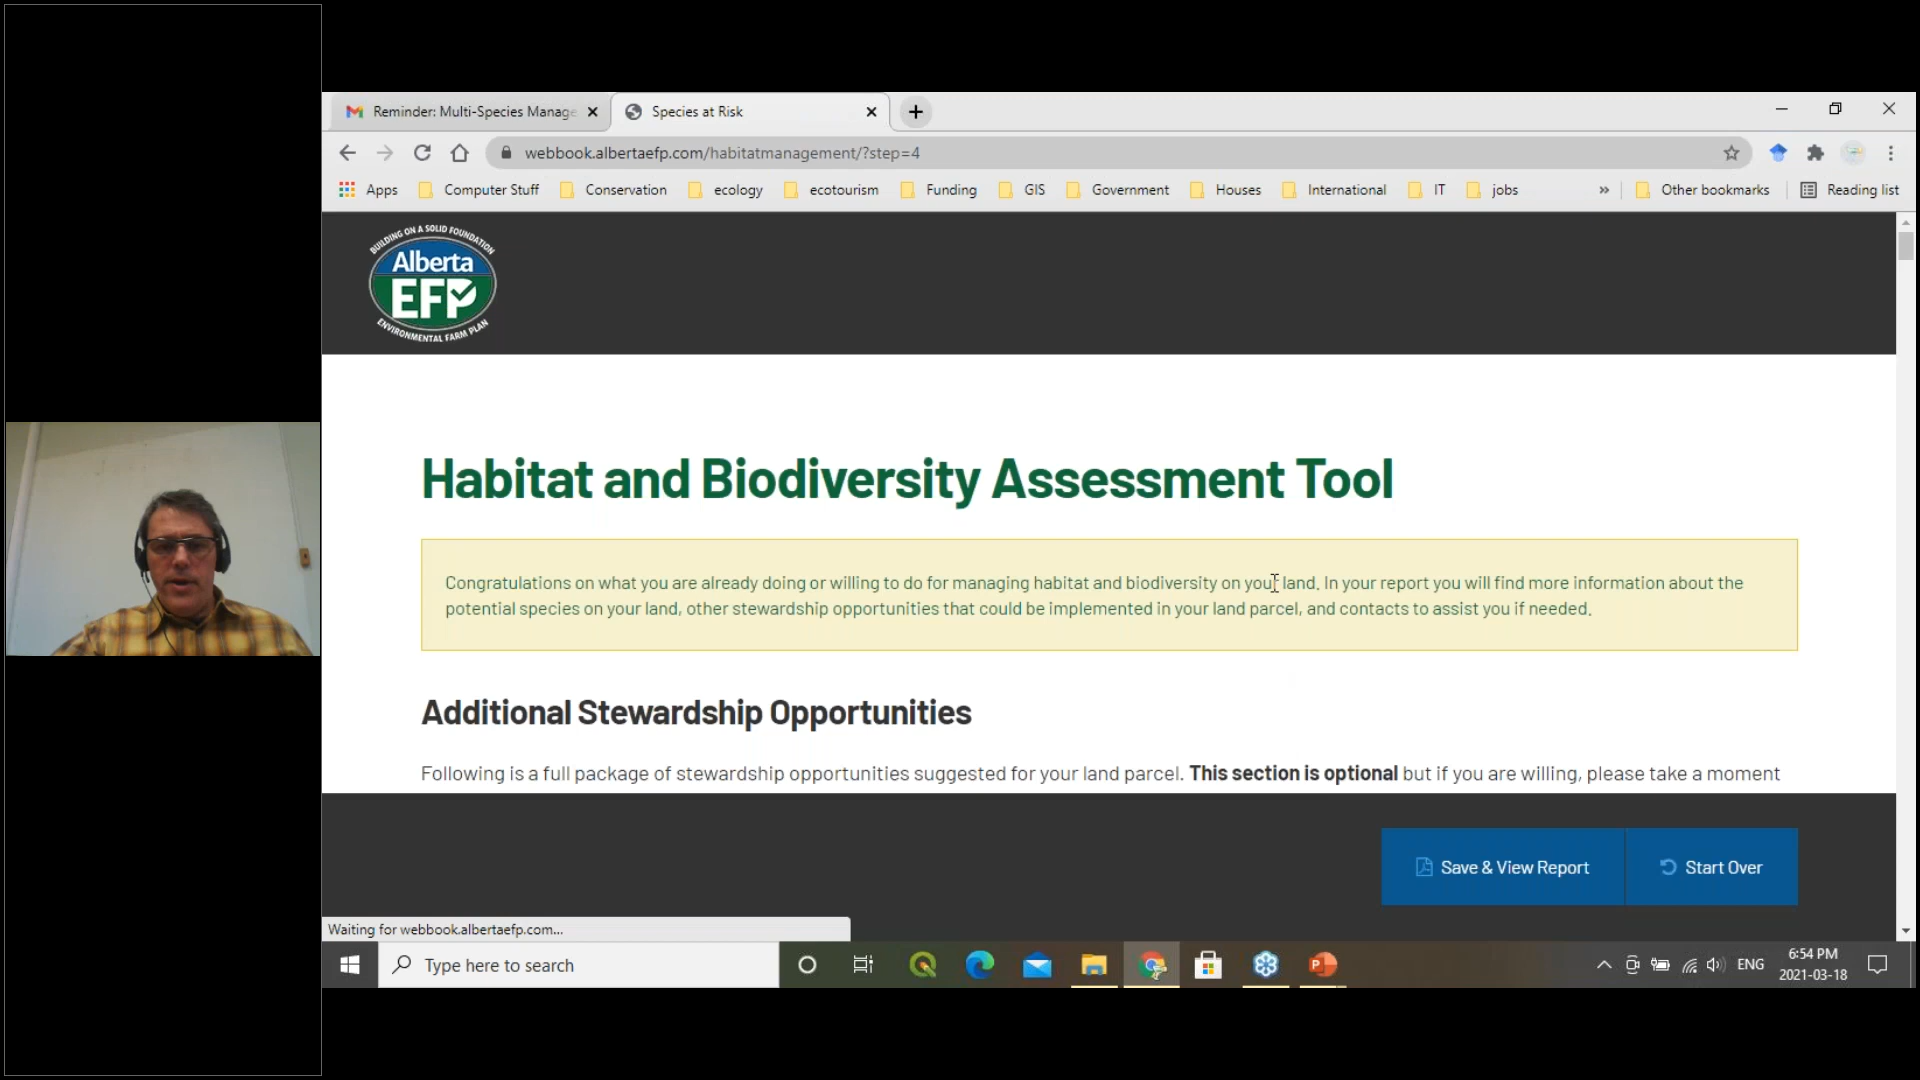 Reminder: Multi-Species Manage
Species at Risk
webbook.albertaefp.com/habitatmanagement/?step=4
Apps Computer Stuff Conservation ecology ecotourism Funding GIS Government Houses International IT jobs » Other bookmarks Reading list
BUILDING ON A SOLID FOUNDATION
Alberta
EFP
ENVIRONMENTAL FARM PLAN
Habitat and Biodiversity Assessment Tool
Congratulations on what you are already doing or willing to do for managing habitat and biodiversity on your land. In your report you will find more information about the
potential species on your land, other stewardship opportunities that could be implemented in your land parcel, and contacts to assist you if needed.
Additional Stewardship Opportunities
Following is a full package of stewardship opportunities suggested for your land parcel. This section is optional but if you are willing, please take a moment
Save & View Report Start Over
Waiting for webbook.albertaefp.com...
Type here to search
ENG
6:54 PM
2021-03-18